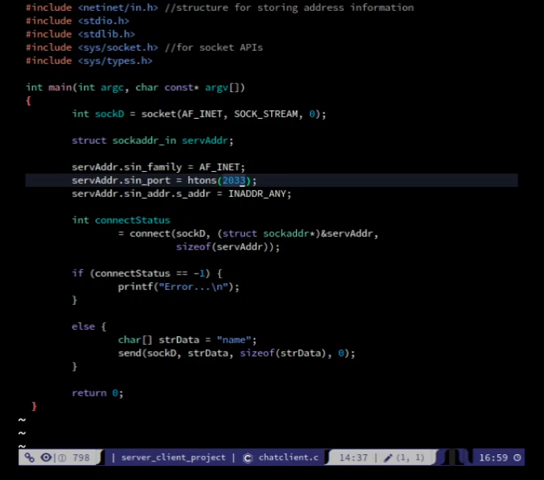 #include <netinet/in.h> //structure for storing address information
#include <stdio.h>
#include <stdlib.h>
#include <sys/socket.h> //for socket APIs
#include <sys/types.h>
int main(int argc, char const* argv[])
{
int sockD = socket(AF_INET, SOCK_STREAM, 0);
struct sockaddr_in servAddr;
servAddr.sin_family = AF_INET;
servAddr.sin_port = htons(2033);
servAddr.sin_addr.s_addr = INADDR_ANY;
int connectStatus
= connect(sockD, (struct sockaddr*)&servAddr,
sizeof(servAddr));
if (connectStatus == -1) {
printf("Error...\n");
}
else {
char[] strData = "name";
send(sockD, strData, sizeof(strData), 0);
}
return 0;
}
~
~
~
798 | server_client_project | chatclient.c 14:37 | (1, 1) 16:59